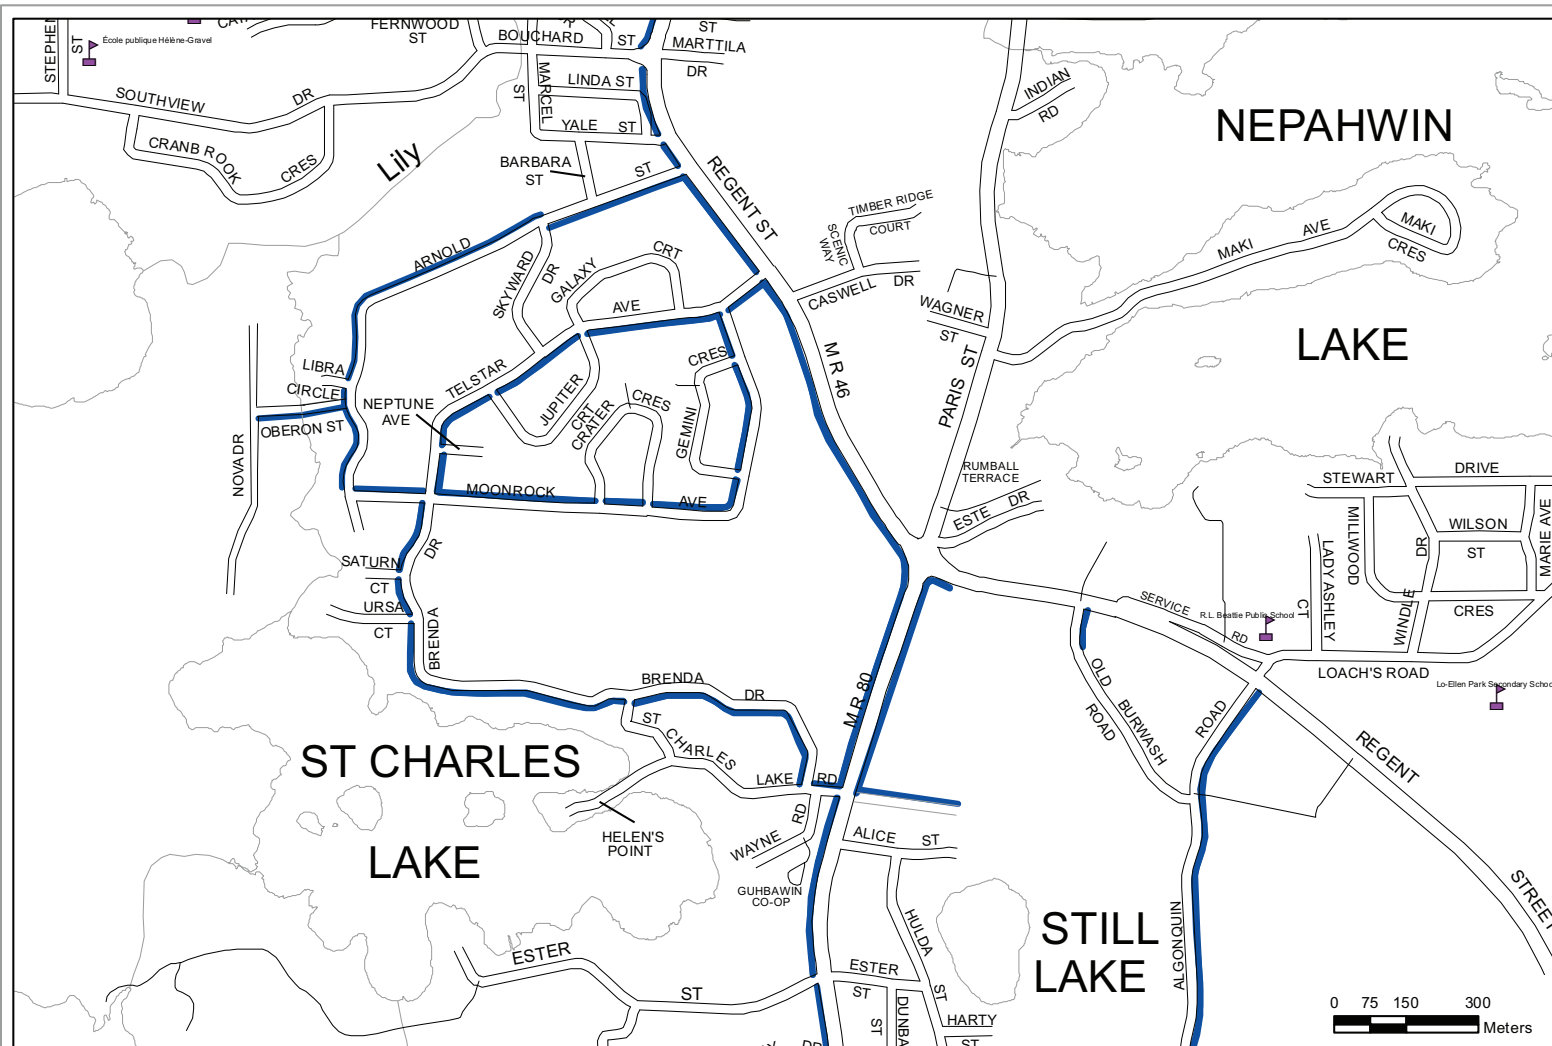 FERNWOOD
ST
BOUCHARD
ST
ST
MARTTILA
DR
STEPHEN
ST
École publique Hélène-Gravel
MARCEL
ST
LINDA ST
YALE ST
SOUTHVIEW DR
CRANB ROOK
CRES
Lily
BARBARA
ST
ST
REGENT ST
INDIAN
RD
NEPAHWIN
LAKE
TIMBER RIDGE
COURT
SCENIC
WAY
CASWELL DR
MAKI AVE
MAKI
CRES
WAGNER
ST
PARIS ST
ARNOLD
SKYWARD
DR
GALAXY
CRT
AVE
TELSTAR
LIBRA
CIRCLE
OBERON ST
NOVA DR
NEPTUNE
AVE
JUPITER
CRT
CRATER
CRES
GEMINI
CRES
M R 46
MOONROCK
AVE
RUMBALL
TERRACE
ESTE DR
STEWART
DRIVE
WILSON
ST
MARIE AVE
MILLWOOD
DR
LADY ASHLEY
CT
WINDLE
CRES
SATURN
CT
URSA
CT
DR
BRENDA
BRENDA
DR
SERVICE
RD
R.L. Beattie Public School
LOACH'S ROAD
Lo-Ellen Park Secondary School
OLD BURWASH
ROAD
ROAD
M R 80
ST
CHARLES
LAKE RD
REGENT
STREET
ST CHARLES
LAKE
HELEN'S
POINT
WAYNE
RD
GUHBAWIN
CO-OP
ALICE ST
HULDA
ST
STILL
LAKE
ALGONQUIN
ESTER
ST
ESTER
ST
ST
DUNBA
HARTY
ST
DR
0 75 150 300
Meters